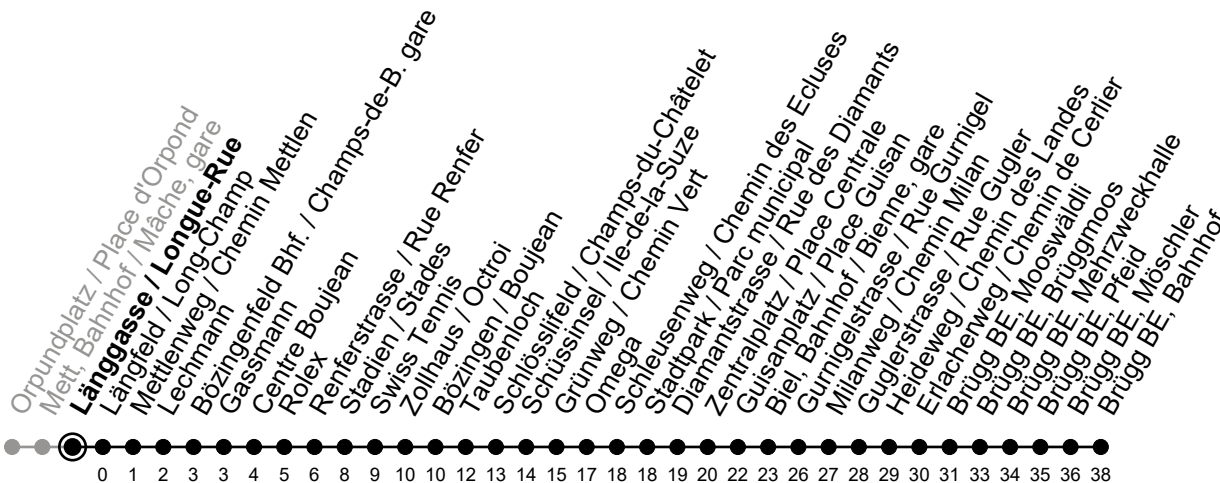 Orpundplatz / Place d'Orpond
Mett, Bahnhof / Mâche, gare
Länggasse / Longue-Rue
Längfeld / Long-Champ
Mettlenweg / Chemin Mettlen
Lechmann
Bözingenfeld Bhf. / Champs-de-B. gare
Gassmann
Centre Boujean
Rolex
Renferstrasse / Rue Renfer
Stadien / Stades
Swiss Tennis
Zollhaus / Octroi
Bözingen / Boujean
Taubenloch
Schlösslifeld / Champs-du-Châtelet
Schüssinsel / Ile-de-la-Suze
Grünweg / Chemin Vert
Omega
Schleusenweg / Chemin des Ecluses
Stadtpark / Parc municipal
Diamantstrasse / Rue des Diamants
Zentralplatz / Place Centrale
Guisanplatz / Place Guisan
Biel, Bahnhof / Bienne, gare
Gurnigelstrasse / Rue Gurnigel
Milanweg / Chemin Milan
Guglerstrasse / Rue Gugler
Heideweg / Chemin des Landes
Erlachenweg / Chemin de Cerlier
Brügg BE, Mooswäldli
Brügg BE, Brüggmoos
Brügg BE, Mehrzweckhalle
Brügg BE, Pfeid
Brügg BE, Möschler
Brügg BE, Bahnhof
0 1 2 3 3 4 5 6 8 9 10 10 12 13 14 15 17 18 18 19 20 22 23 26 27 28 29 30 31 33 34 35 36 38